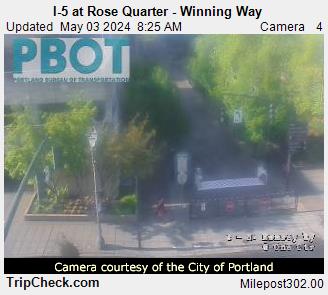 I-5 at Rose Quarter - Winning Way
Updated May 03 2024 8:25 AM Camera 4
PBOT
PORTLAND BUREAU OF TRANSPORTATION
Camera courtesy of the City of Portland
TripCheck.com Milepost302.00